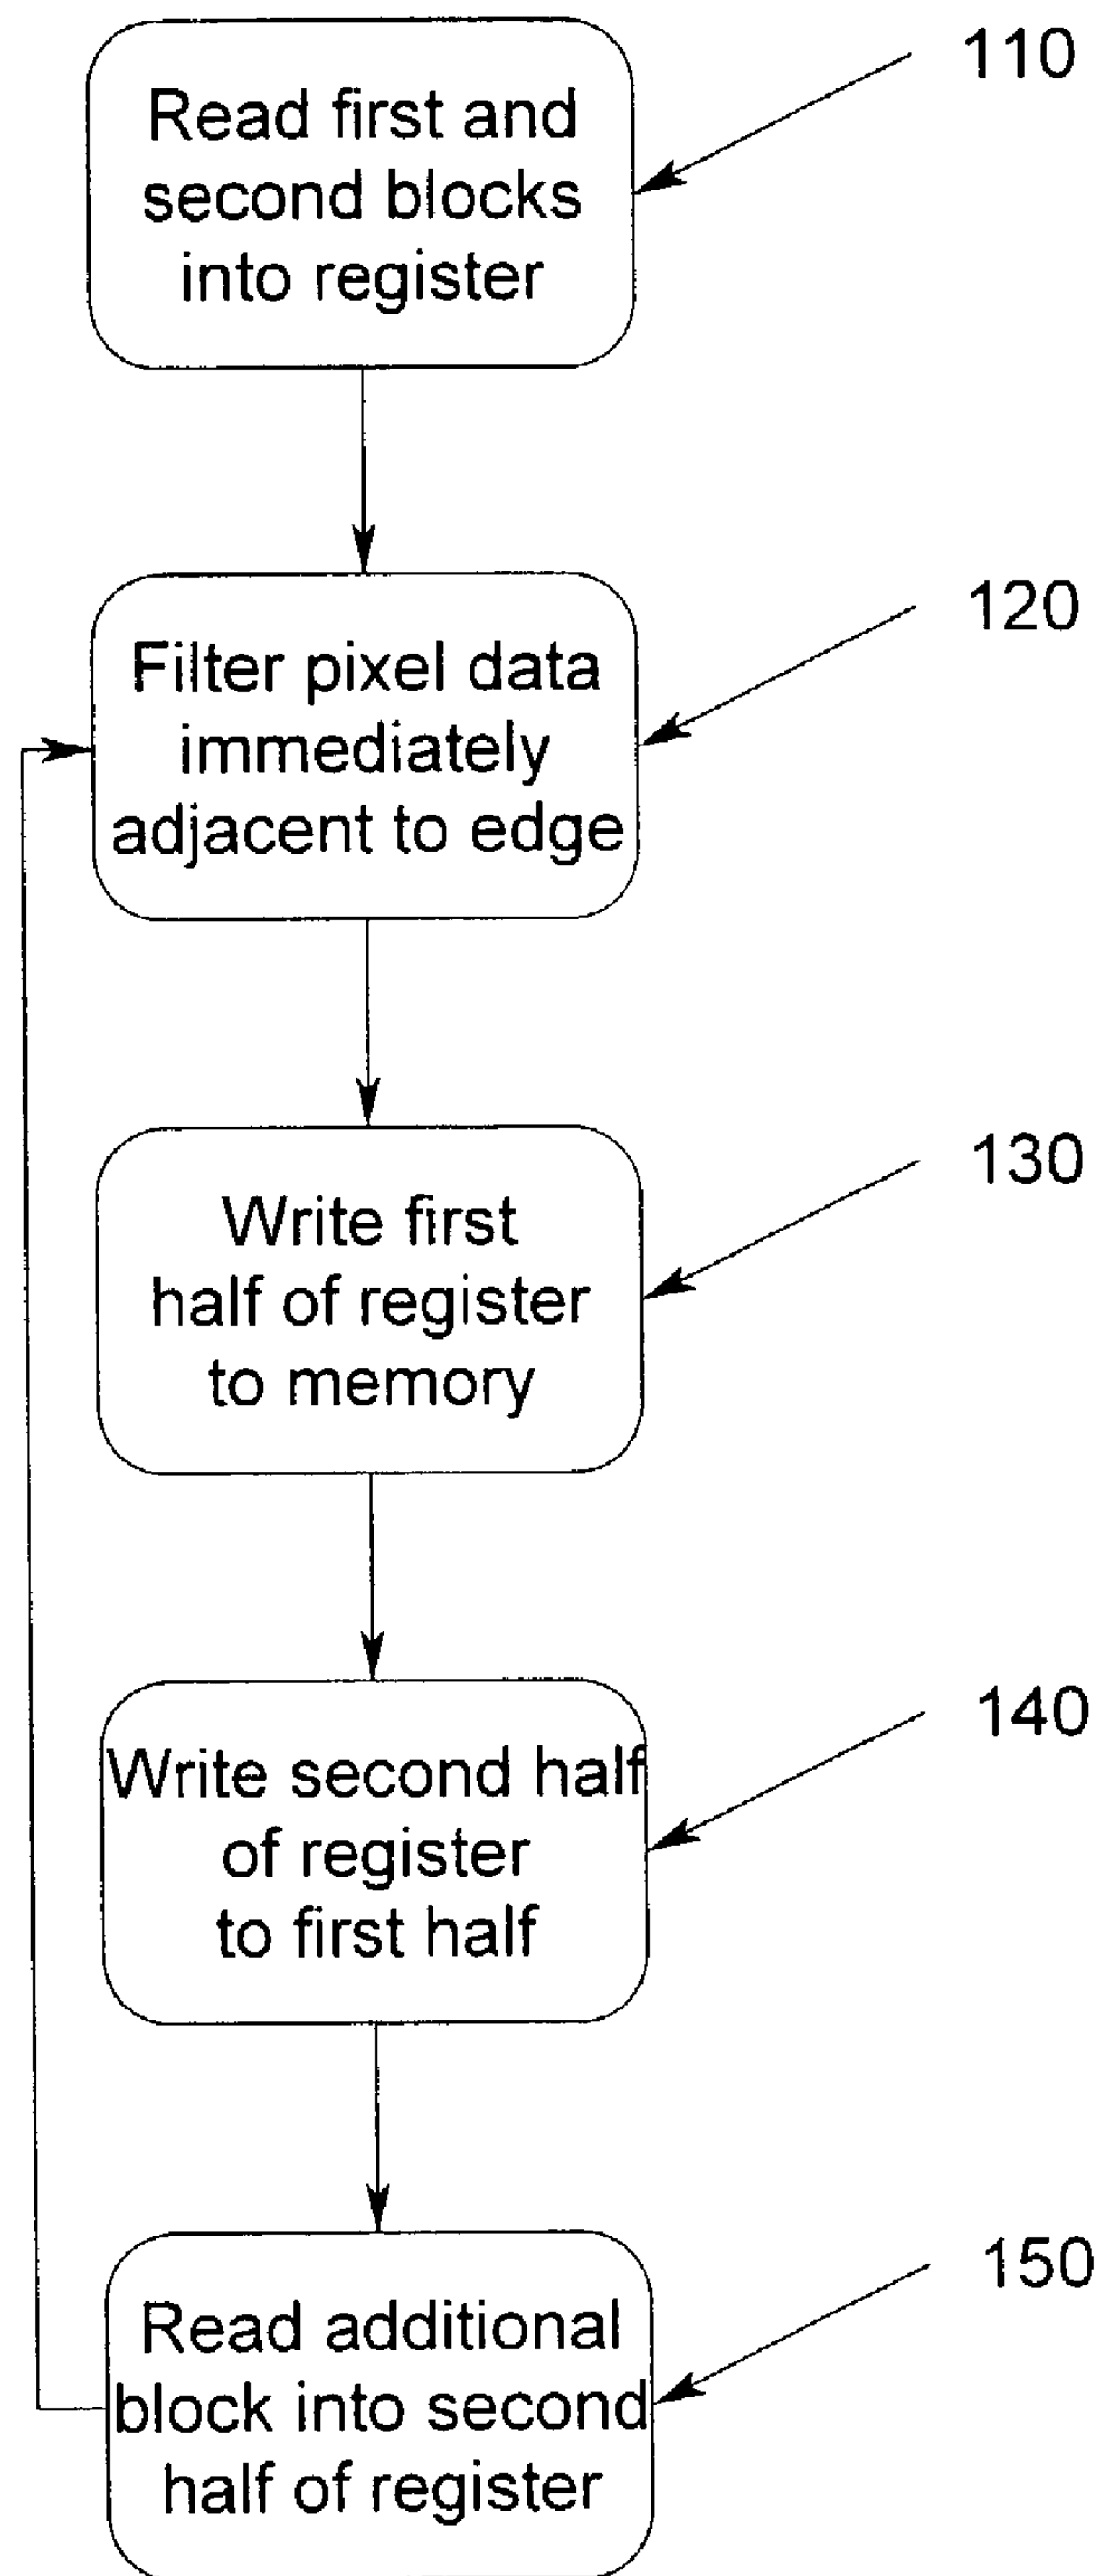 110
Read first and
second blocks
into register
120
Filter pixel data
immediately
adjacent to edge
130
Write first
half of register
to memory
140
Write second half
of register
to first half
150
Read additional
block into second
half of register